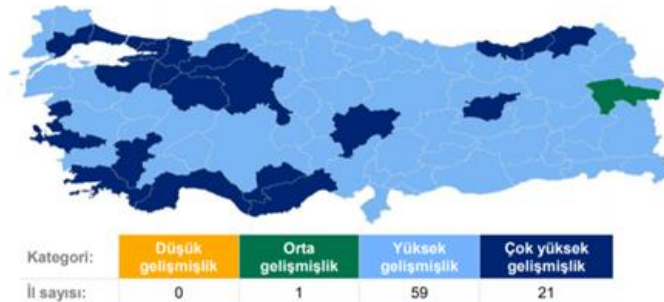 Kategori:
Düşük gelişmişlik
Orta gelişmişlik
Yüksek gelişmişlik
Çok yüksek gelişmişlik
İl sayısı: 0 1 59 21